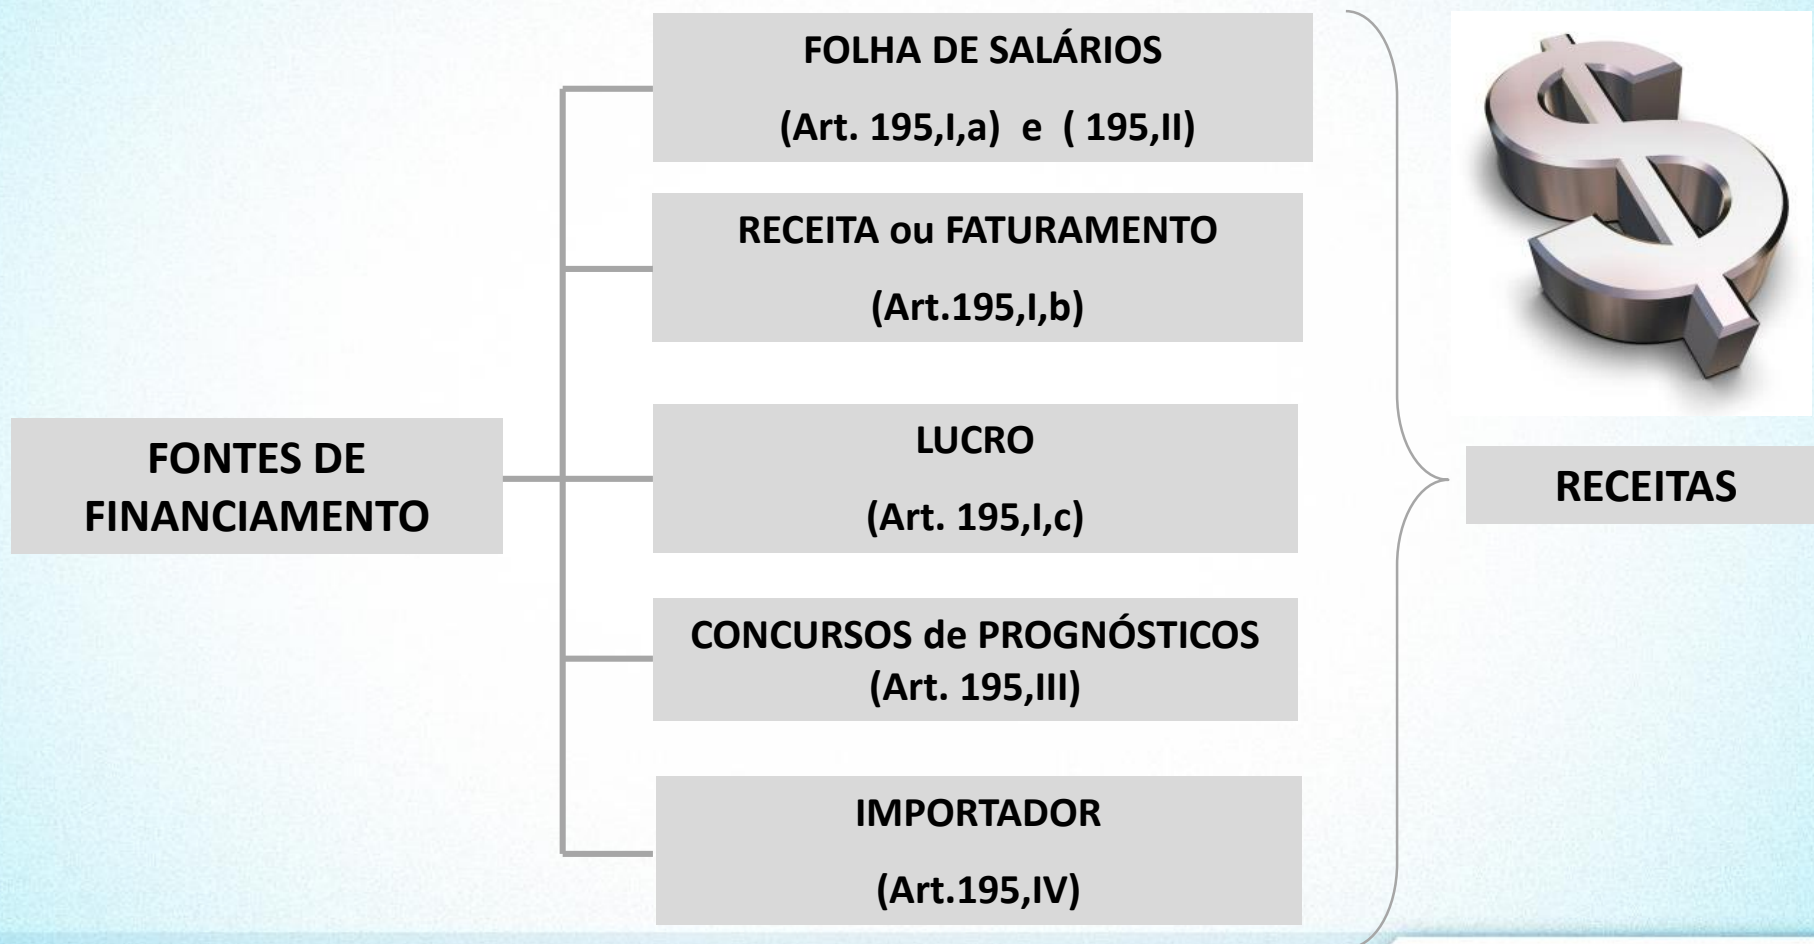 FOLHA DE SALÁRIOS
(Art. 195,I,a) e ( 195,II)
RECEITA ou FATURAMENTO
(Art.195,I,b)
LUCRO
(Art. 195,I,c)
FONTES DE
FINANCIAMENTO
RECEITAS
CONCURSOS de PROGNÓSTICOS
(Art. 195,III)
IMPORTADOR
(Art.195,IV)